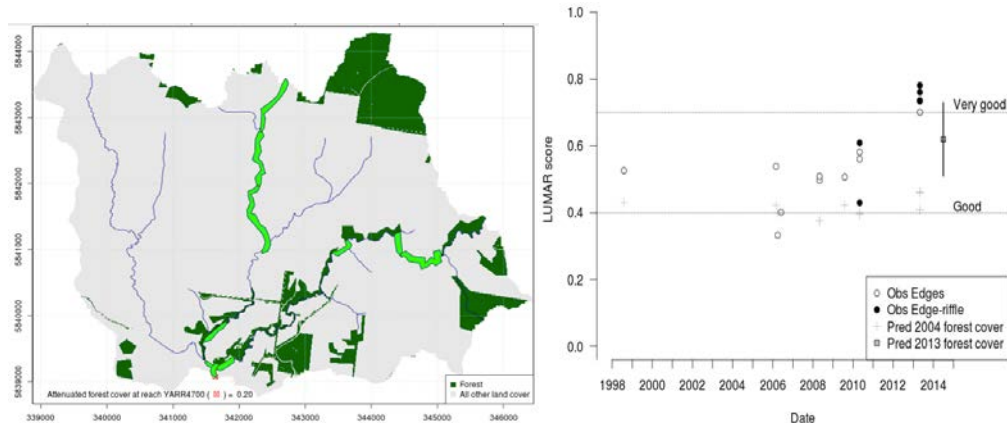 5844000
5843000
5842000
5841000
5840000
5839000
Forest
All other land cover
Attenuated forest cover at reach YARR4700 ( ) = 0.20
339000 340000 341000 342000 343000 344000 345000 346000
LUMAR score
1.0
0.8
0.6
0.4
0.2
0.0
Very good
Good
Obs Edges
Obs Edge-riffle
Pred 2004 forest cover
Pred 2013 forest cover
1998 2000 2002 2004 2006 2008 2010 2012 2014
Date